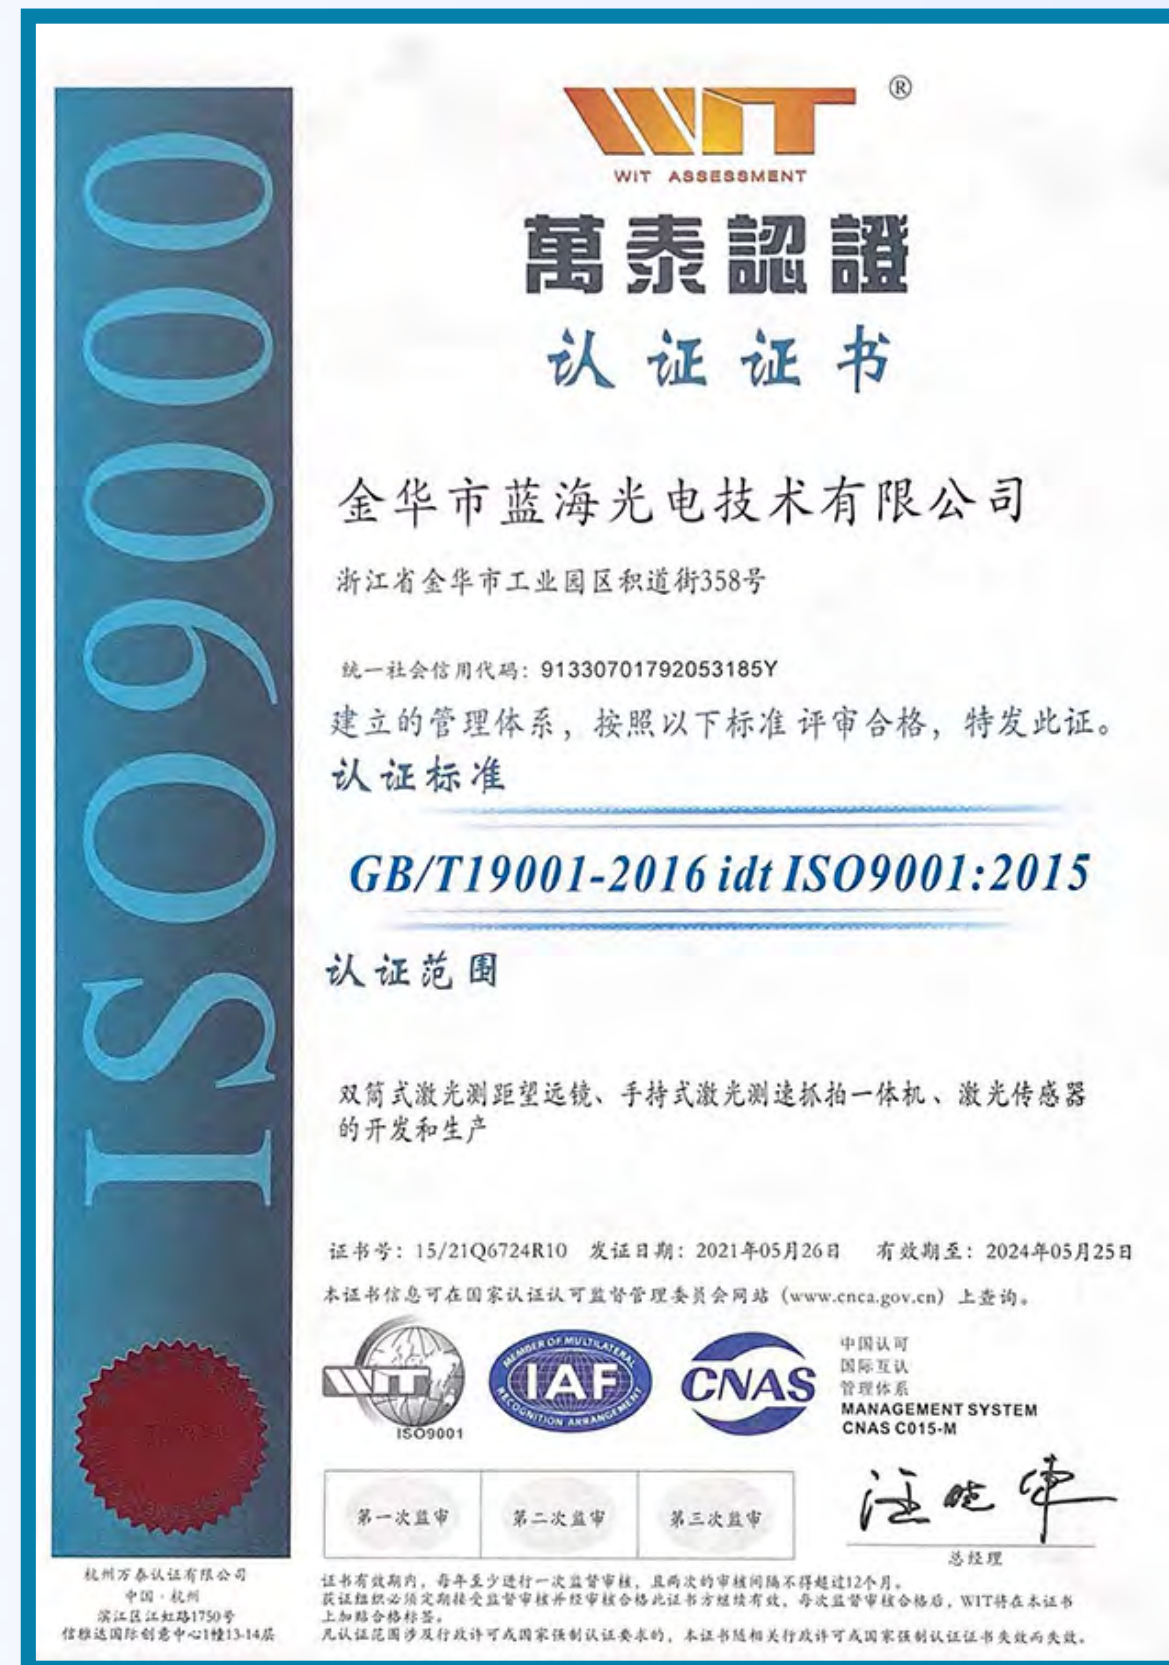 WIT ®
WIT ASSESSMENT
萬泰認證
认证证书
ISO9000
金华市蓝海光电技术有限公司
浙江省金华市工业园区积道街358号
统一社会信用代码：91330701792053185Y
建立的管理体系，按照以下标准评审合格，特发此证。
认证标准
GB/T19001-2016 idt ISO9001:2015
认证范围
双筒式激光测距望远镜、手持式激光测速抓拍一体机、激光传感器
的开发和生产
证书号：15/21Q6724R10 发证日期：2021年05月26日 有效期至：2024年05月25日
本证书信息可在国家认证认可监督管理委员会网站（www.cnca.gov.cn）上查询。
WIT
ISO9001
MEMBER OF MULTILATERAL
IAF
RECOGNITION ARRANGEMENT
CNAS
中国认可
国际互认
管理体系
MANAGEMENT SYSTEM
CNAS C015-M
第一次监审 第二次监审 第三次监审
总经理
杭州万泰认证有限公司
中国·杭州
滨江区江虹路1750号
信雅达国际创意中心1幢13-14层
证书有效期内，每年至少进行一次监督审核，且两次的审核间隔不得超过12个月。
获证组织必须定期接受监督审核并经审核合格此证书方继续有效，每次监督审核合格后，WIT将在本证书
上加贴合格标签。
凡认证范围涉及行政许可或国家强制认证要求的，本证书随相关行政许可或国家强制认证证书失效而失效。